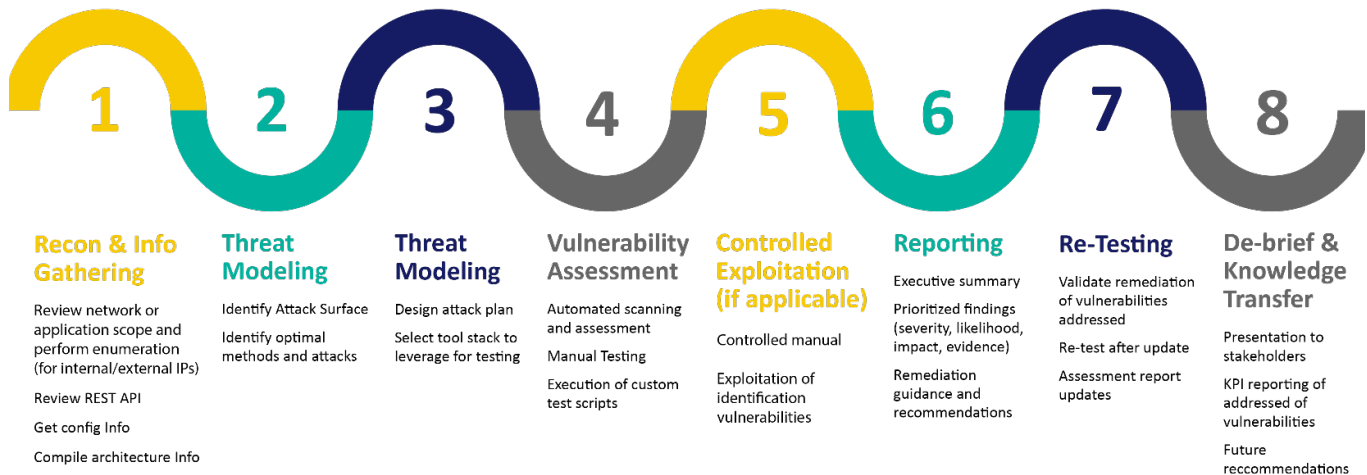 1
2
3
4
5
6
7
8
Recon & Info
Gathering
Review network or
application scope and
perform enumeration
(for internal/external IPs)
Review REST API
Get config Info
Compile architecture Info
Threat
Modeling
Identify Attack Surface
Identify optimal
methods and attacks
Threat
Modeling
Design attack plan
Select tool stack to
leverage for testing
Vulnerability
Assessment
Automated scanning
and assessment
Manual Testing
Execution of custom
test scripts
Controlled
Exploitation
(if applicable)
Controlled manual
Exploitation of
identification
vulnerabilities
Reporting
Executive summary
Prioritized findings
(severity, likelihood,
impact, evidence)
Remediation
guidance and
recommendations
Re-Testing
Validate remediation
of vulnerabilities
addressed
Re-test after update
Assessment report
updates
De-brief &
Knowledge
Transfer
Presentation to
stakeholders
KPI reporting of
addressed of
vulnerabilities
Future
reccommendations